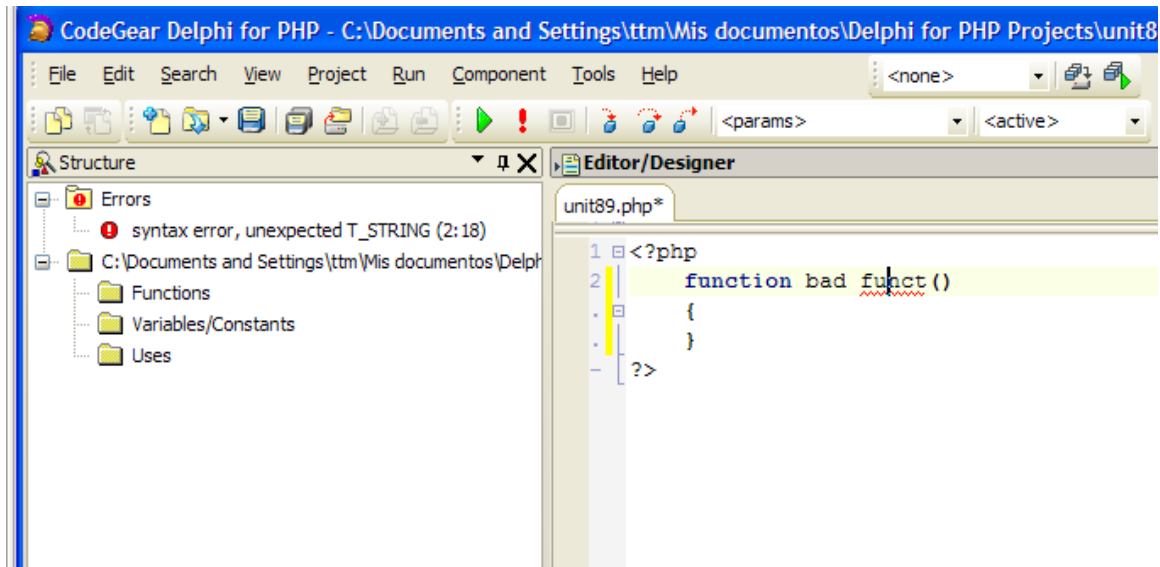 CodeGear Delphi for PHP - C:\Documents and Settings\ttm\Mis documentos\Delphi for PHP Projects\unit8
File Edit Search View Project Run Component Tools Help <none>
<params> <active>
Structure
Editor/Designer
Errors
syntax error, unexpected T_STRING (2:18)
C:\Documents and Settings\ttm\Mis documentos\Delph
Functions
Variables/Constants
Uses
unit89.php*
1 <?php
2 function bad funct()
. {
. }
- ?>